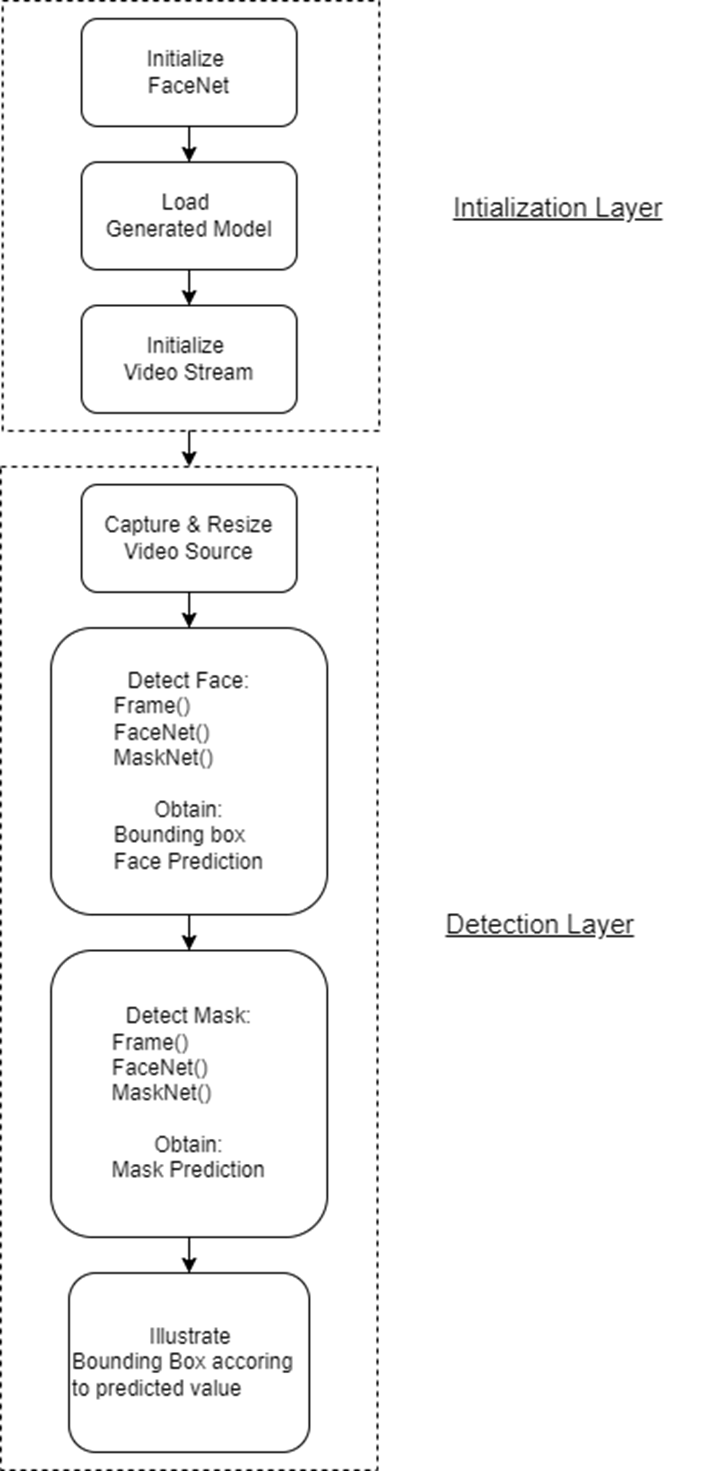 Initialize
FaceNet
Load
Generated Model
Intialization Layer
Initialize
Video Stream
Capture & Resize
Video Source
Detect Face:
Frame()
FaceNet()
MaskNet()
Obtain:
Bounding box
Face Prediction
Detection Layer
Detect Mask:
Frame()
FaceNet()
MaskNet()
Obtain:
Mask Prediction
Illustrate
Bounding Box accoring
to predicted value